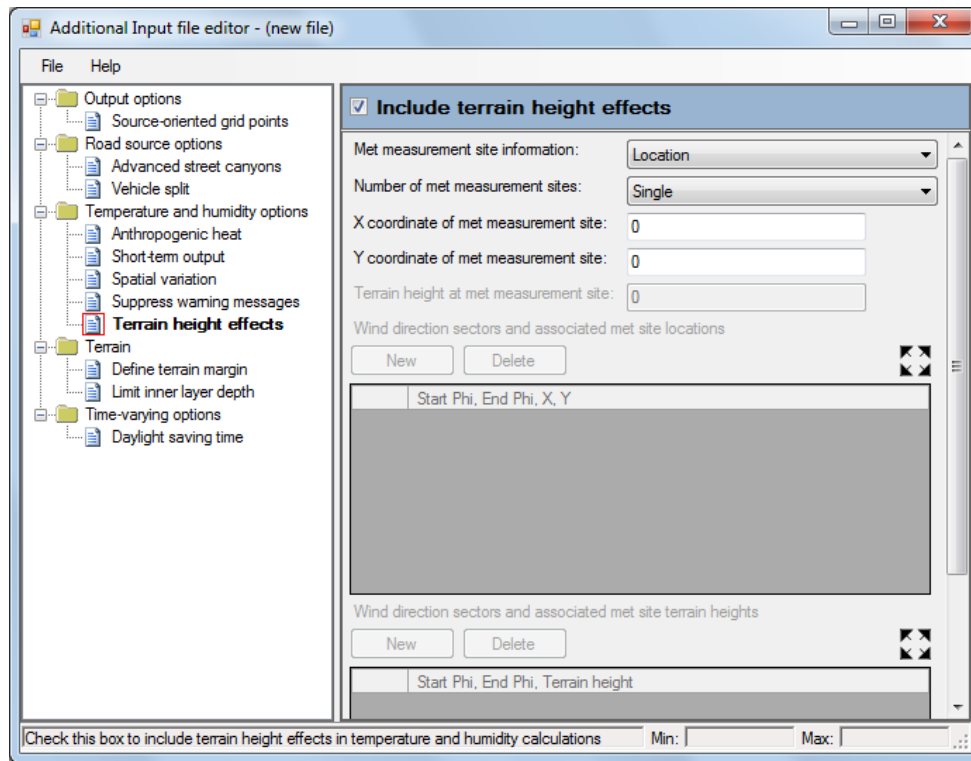 Additional Input file editor - (new file)
File Help
Output options
Source-oriented grid points
Road source options
Advanced street canyons
Vehicle split
Temperature and humidity options
Anthropogenic heat
Short-term output
Spatial variation
Suppress warning messages
Terrain height effects
Terrain
Define terrain margin
Limit inner layer depth
Time-varying options
Daylight saving time
Include terrain height effects
Met measurement site information: Location
Number of met measurement sites: Single
X coordinate of met measurement site: 0
Y coordinate of met measurement site: 0
Terrain height at met measurement site: 0
Wind direction sectors and associated met site locations
New Delete
Start Phi, End Phi, X, Y
Wind direction sectors and associated met site terrain heights
New Delete
Start Phi, End Phi, Terrain height
Check this box to include terrain height effects in temperature and humidity calculations Min: Max: